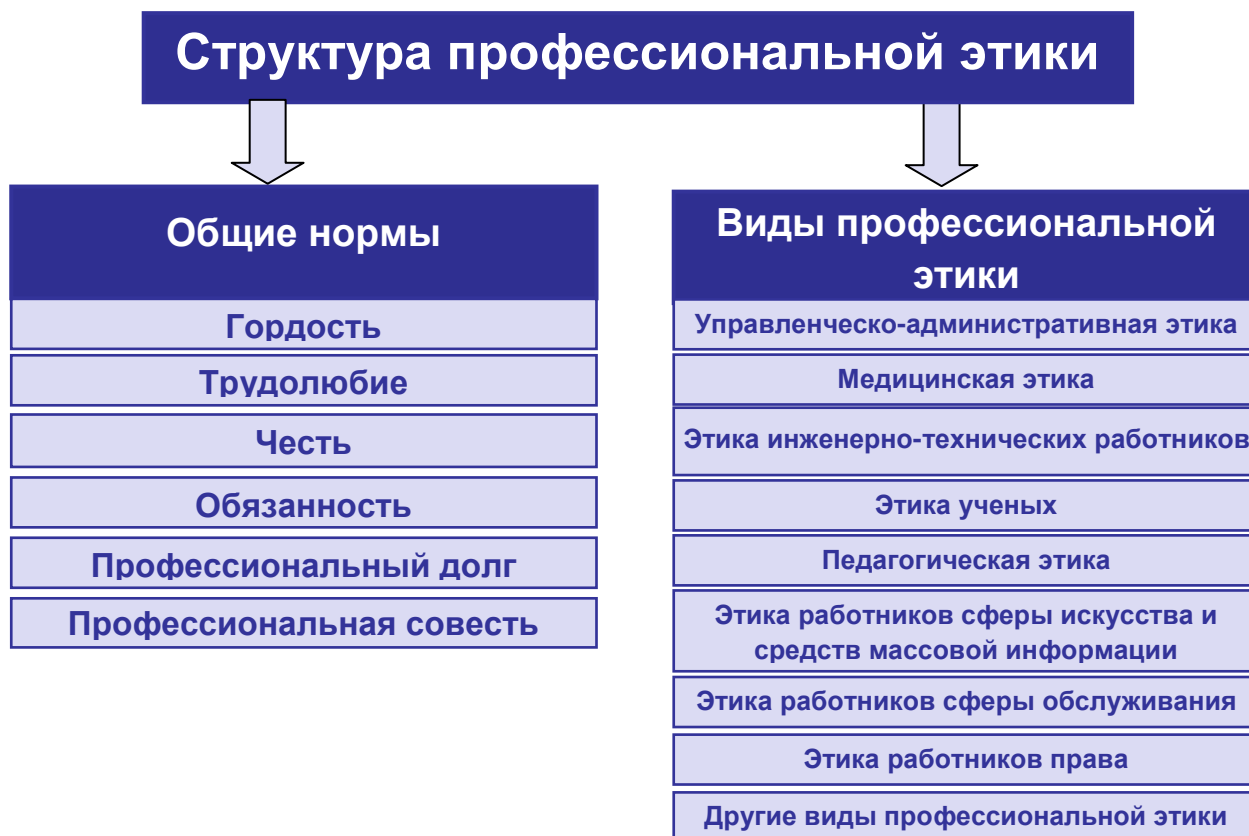 Структура профессиональной этики
Общие нормы
Гордость
Трудолюбие
Честь
Обязанность
Профессиональный долг
Профессиональная совесть
Виды профессиональной
этики
Управленческо-административная этика
Медицинская этика
Этика инженерно-технических работников
Этика ученых
Педагогическая этика
Этика работников сферы искусства и
средств массовой информации
Этика работников сферы обслуживания
Этика работников права
Другие виды профессиональной этики